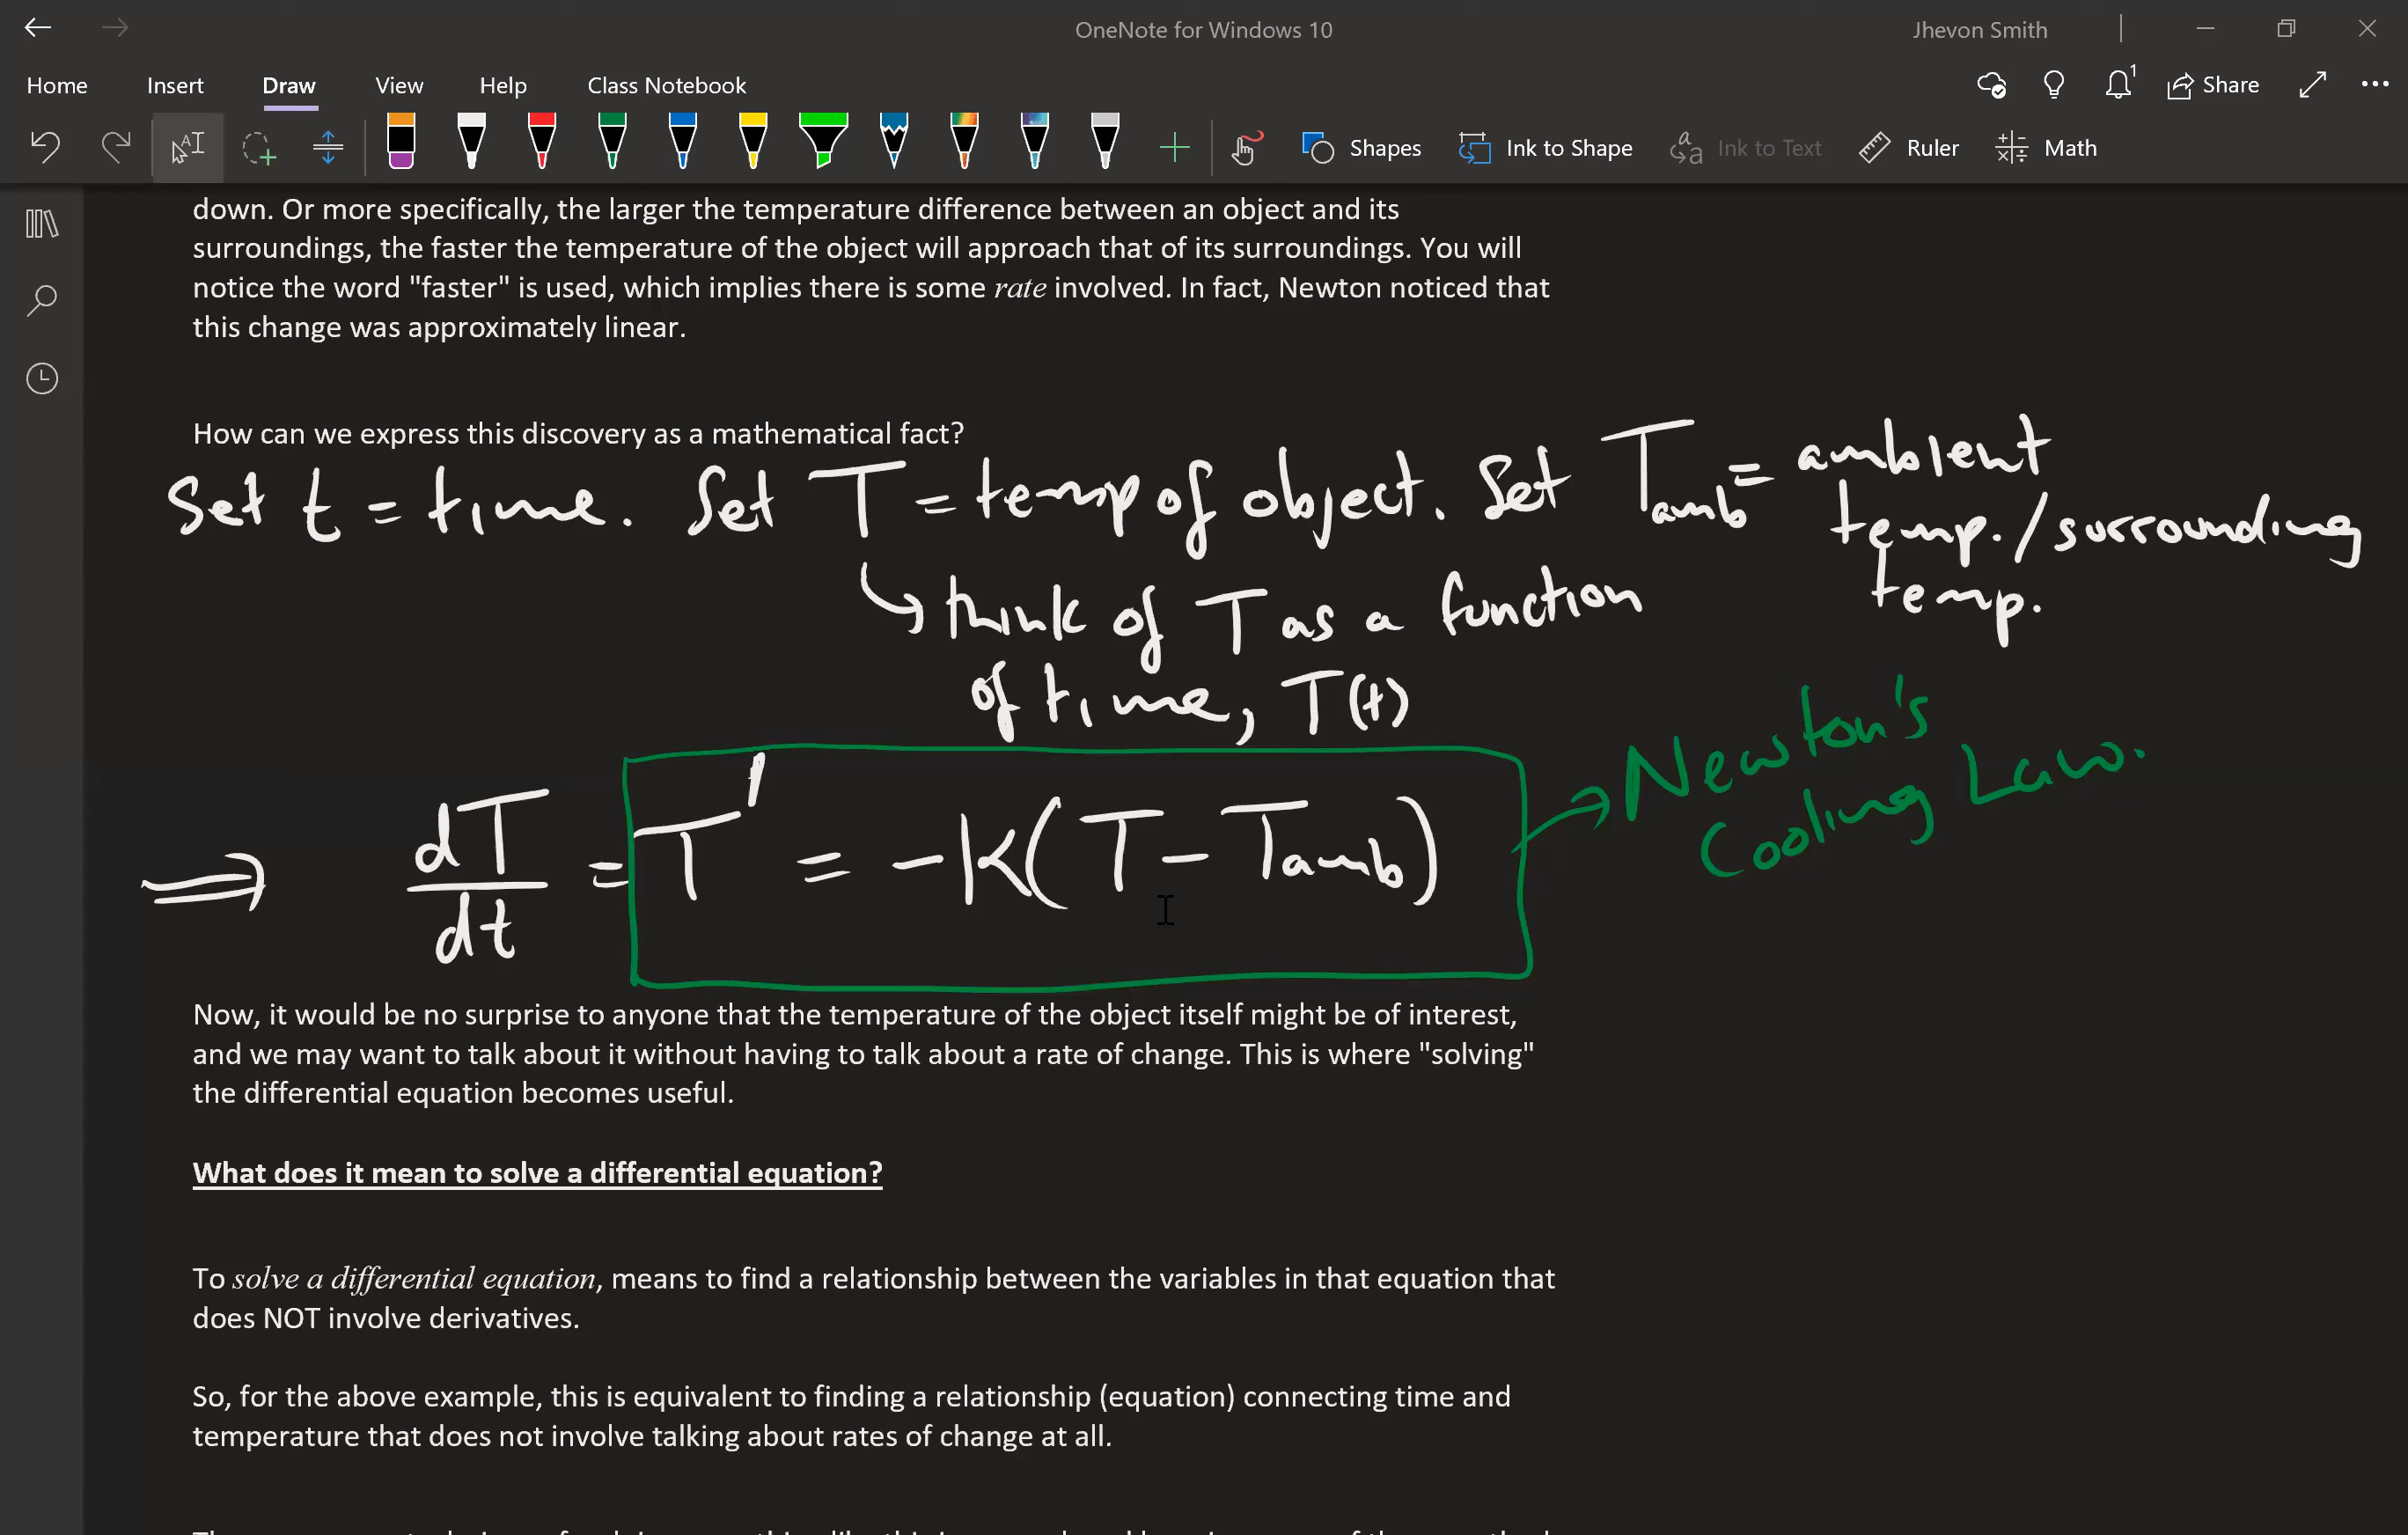 OneNote for Windows 10
Jhevon Smith
Home Insert Draw View Help Class Notebook
1 Share
Shapes Ink to Shape Ink to Text Ruler Math
down. Or more specifically, the larger the temperature difference between an object and its
surroundings, the faster the temperature of the object will approach that of its surroundings. You will
notice the word "faster" is used, which implies there is some rate involved. In fact, Newton noticed that
this change was approximately linear.
How can we express this discovery as a mathematical fact?
Set t = time. Set T = temp of object. Set T_amb = ambient
temp./surrounding
temp.
think of T as a function
of time, T(t)
⟹ dT/dt = T' = -k(T - Tamb)
Newton's
Cooling Law.
Now, it would be no surprise to anyone that the temperature of the object itself might be of interest,
and we may want to talk about it without having to talk about a rate of change. This is where "solving"
the differential equation becomes useful.
What does it mean to solve a differential equation?
To solve a differential equation, means to find a relationship between the variables in that equation that
does NOT involve derivatives.
So, for the above example, this is equivalent to finding a relationship (equation) connecting time and
temperature that does not involve talking about rates of change at all.